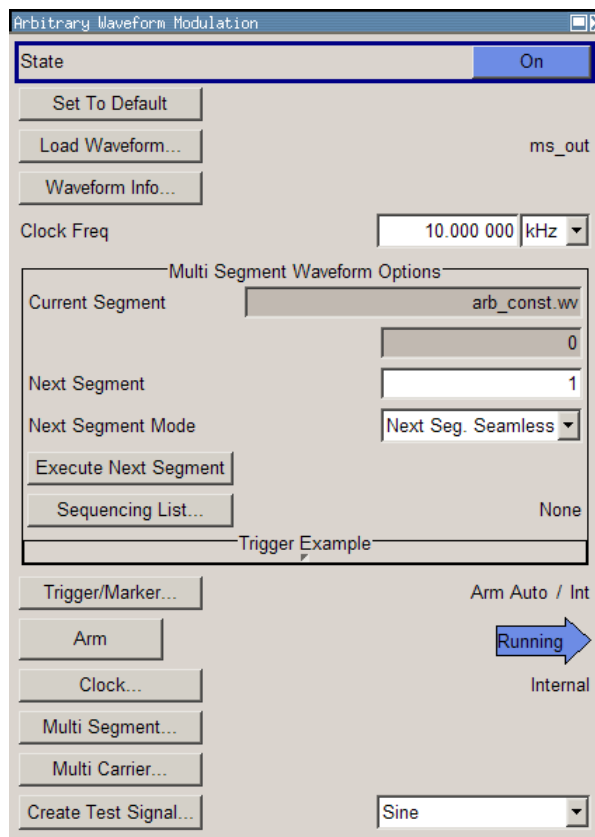 Arbitrary Waveform Modulation
State On
Set To Default
Load Waveform... ms_out
Waveform Info...
Clock Freq 10.000 000 kHz
Multi Segment Waveform Options
Current Segment arb_const.wv
0
Next Segment 1
Next Segment Mode Next Seg. Seamless
Execute Next Segment
Sequencing List... None
Trigger Example
Trigger/Marker... Arm Auto / Int
Arm Running
Clock... Internal
Multi Segment...
Multi Carrier...
Create Test Signal... Sine